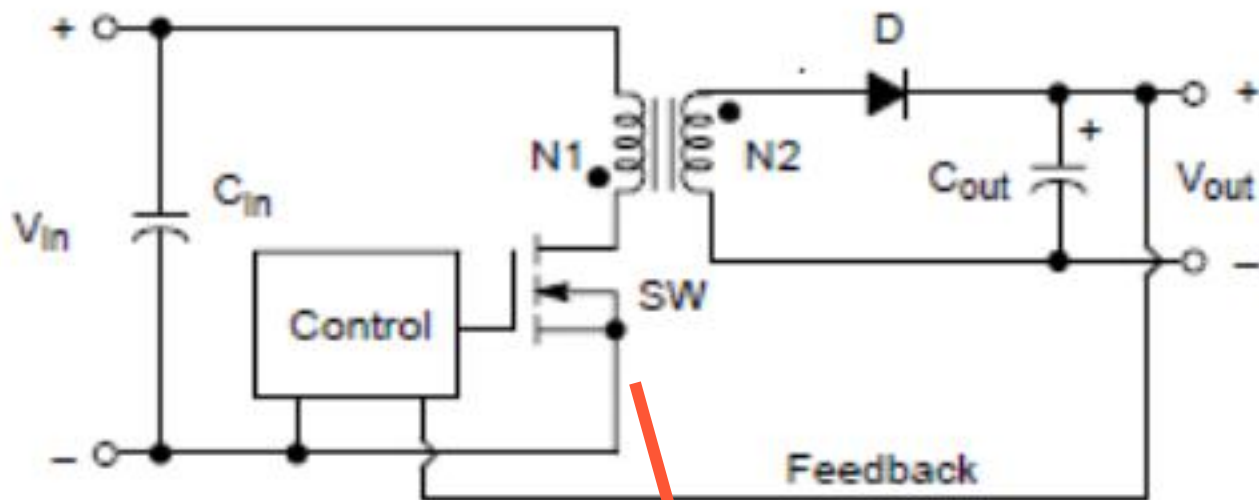 +
D
+
N1
N2
+
Cin
Cout
Vout
Vin
SW
Control
–
–
Feedback